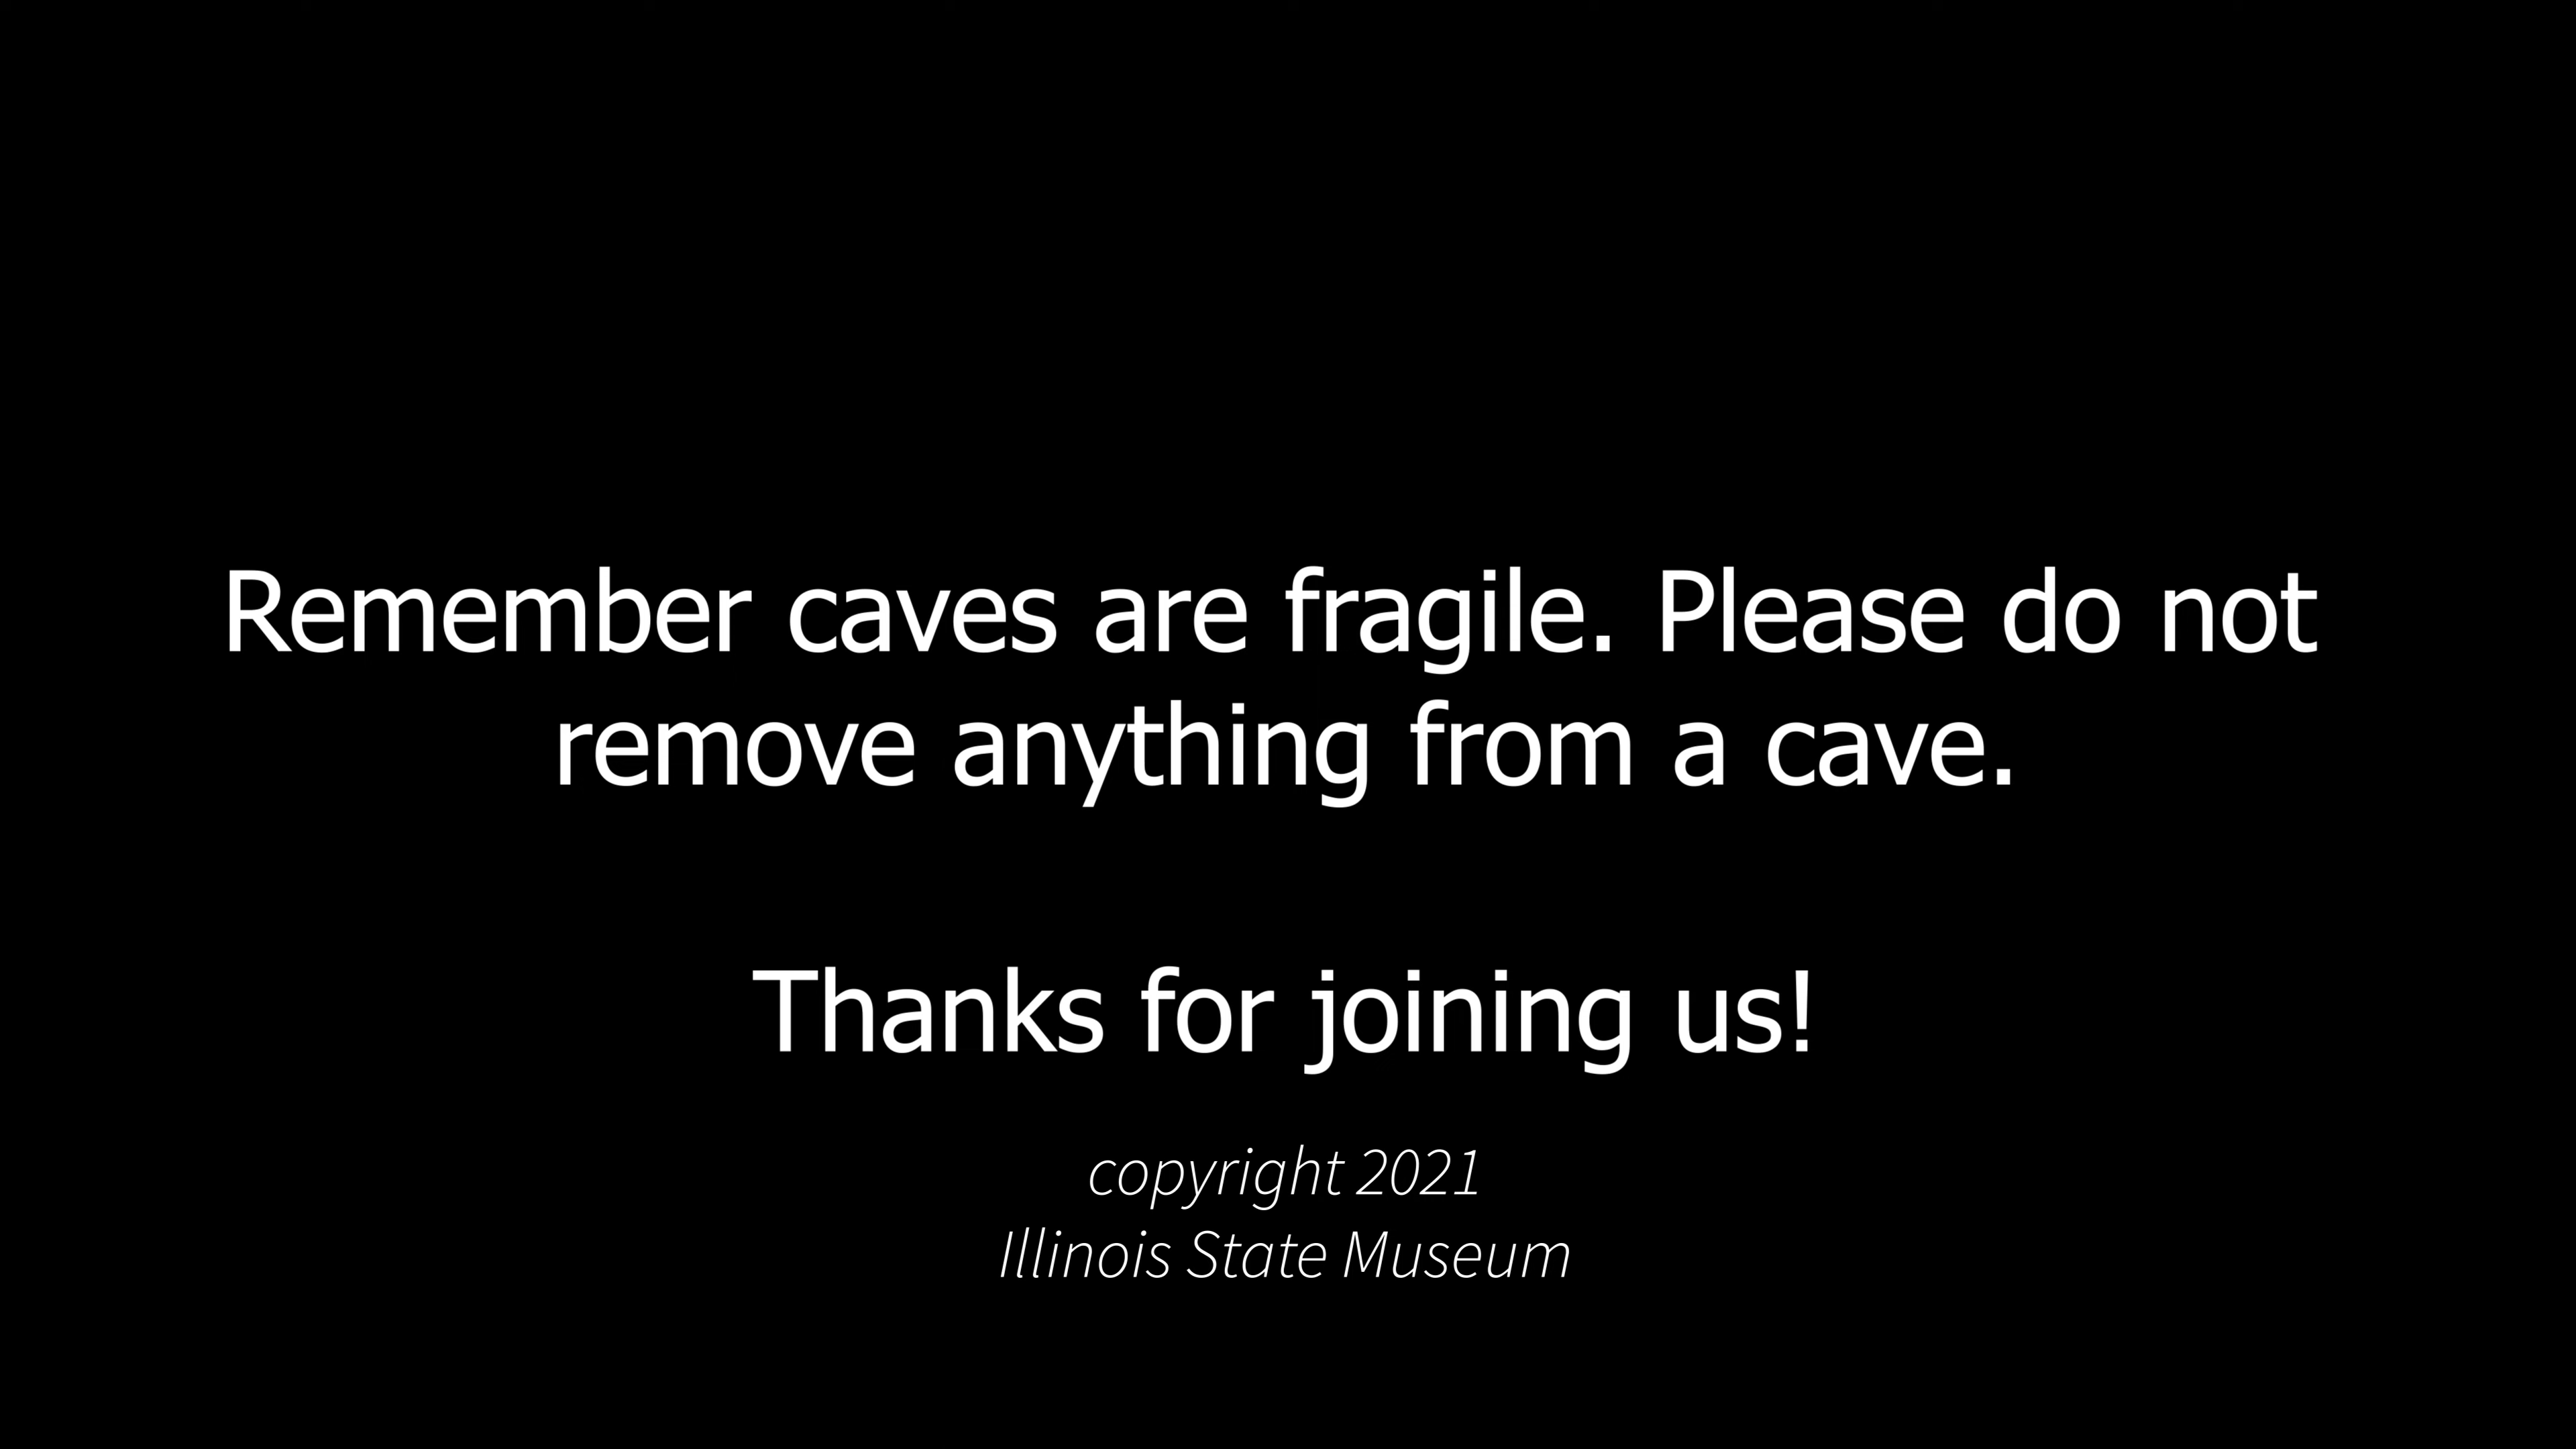 Remember caves are fragile. Please do not
remove anything from a cave.
Thanks for joining us!
copyright 2021
Illinois State Museum